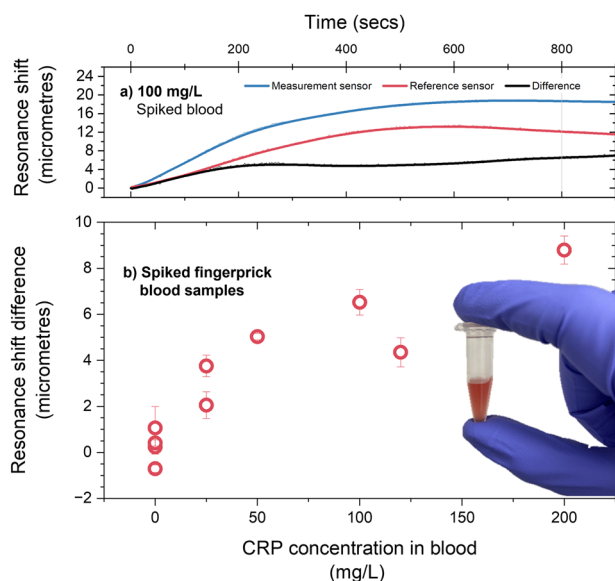 Time (secs)
0 200 400 600 800
Resonance shift
(micrometres)
24
20
16
12
8
4
0
a) 100 mg/L
Spiked blood
Measurement sensor
Reference sensor
Difference
Resonance shift difference
(micrometres)
10
8
6
4
2
0
−2
b) Spiked fingerprick
blood samples
0 50 100 150 200
CRP concentration in blood
(mg/L)